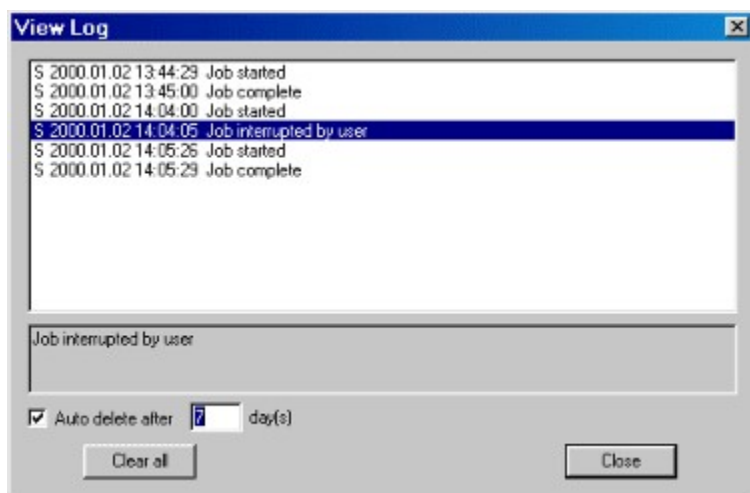 View Log
S 2000.01.02 13:44:29 Job started
S 2000.01.02 13:45:00 Job complete
S 2000.01.02 14:04:00 Job started
S 2000.01.02 14:04:05 Job interrupted by user
S 2000.01.02 14:05:26 Job started
S 2000.01.02 14:05:29 Job complete
Job interrupted by user
Auto delete after 7 day(s)
Clear all Close